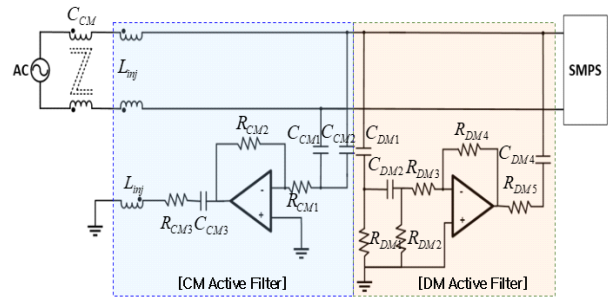 C_CM
AC
L_inj
SMPS
R_CM2
C_CM1
C_CM2
C_DM1
R_DM4
C_DM2
R_DM3
C_DM4
L_inj
-
+
R_CM1
-
+
R_DM5
R_CM3
C_CM3
R_DM1
R_DM2
[CM Active Filter]
[DM Active Filter]